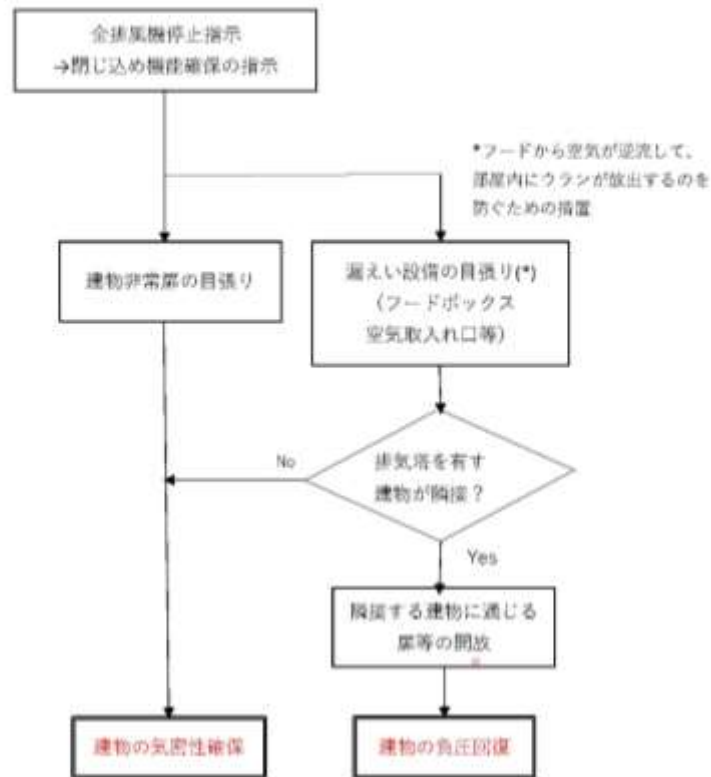 全排風機停止指示
→閉じ込め機能確保の指示
*フードから空気が逆流して、
部屋内にウランが放出するのを
防ぐための措置
建物非常扉の目張り
漏えい設備の目張り(*)
（フードボックス
空気取入れ口等）
No
排気塔を有す
建物が隣接？
Yes
隣接する建物に通じる
扉等の開放
建物の気密性確保
建物の負圧回復